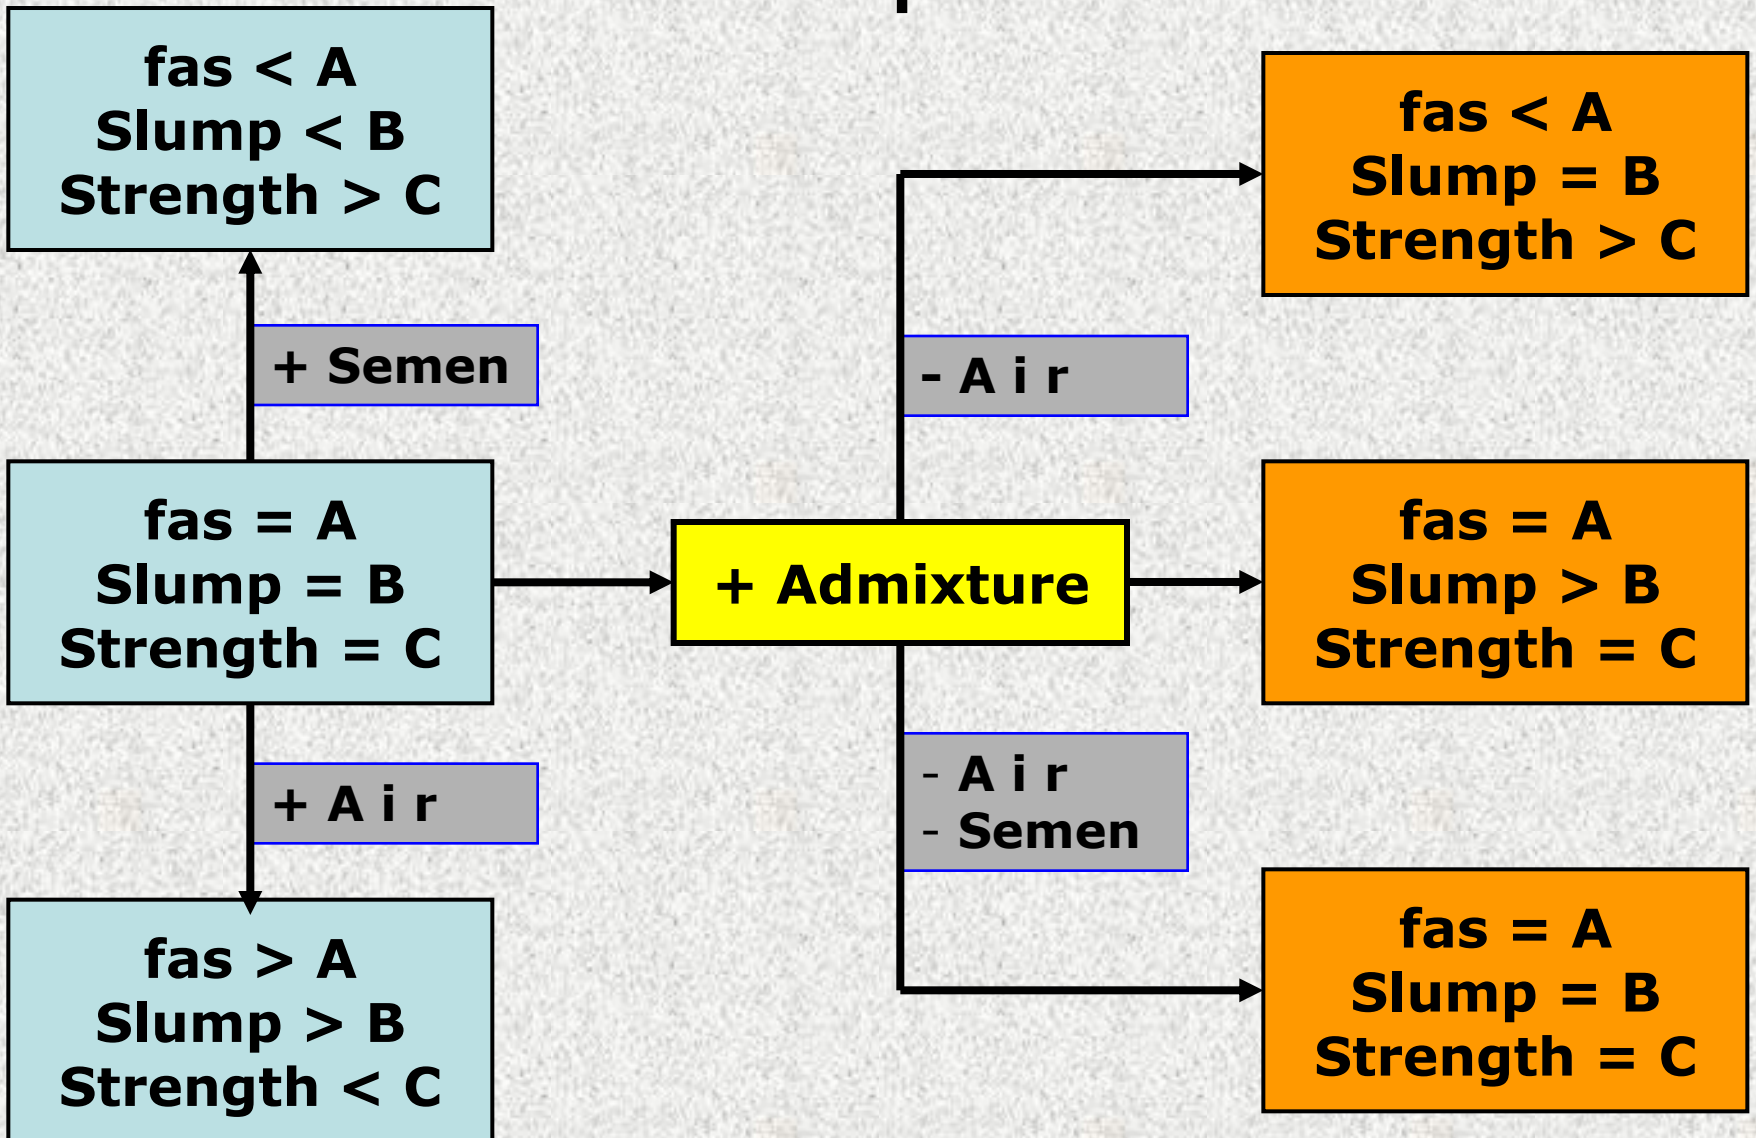 fas < A
Slump < B
Strength > C
+ Semen
fas = A
Slump = B
Strength = C
+ A i r
fas > A
Slump > B
Strength < C
+ Admixture
- A i r
- A i r
- Semen
fas < A
Slump = B
Strength > C
fas = A
Slump > B
Strength = C
fas = A
Slump = B
Strength = C